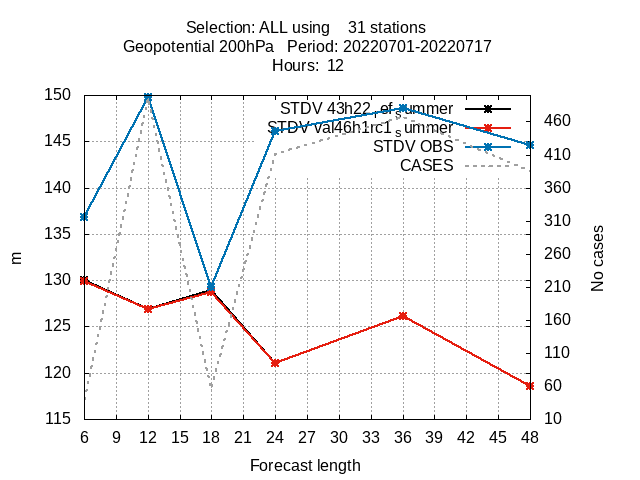 Selection: ALL using    31 stations
Geopotential 200hPa   Period: 20220701-20220717
Hours:  12
STDV 43h22_ref_summer
STDV val46h1rc1_summer
STDV OBS
CASES
150
145
140
135
130
125
120
115
460
410
360
310
260
210
160
110
60
10
m
No cases
6 9 12 15 18 21 24 27 30 33 36 39 42 45 48
Forecast length